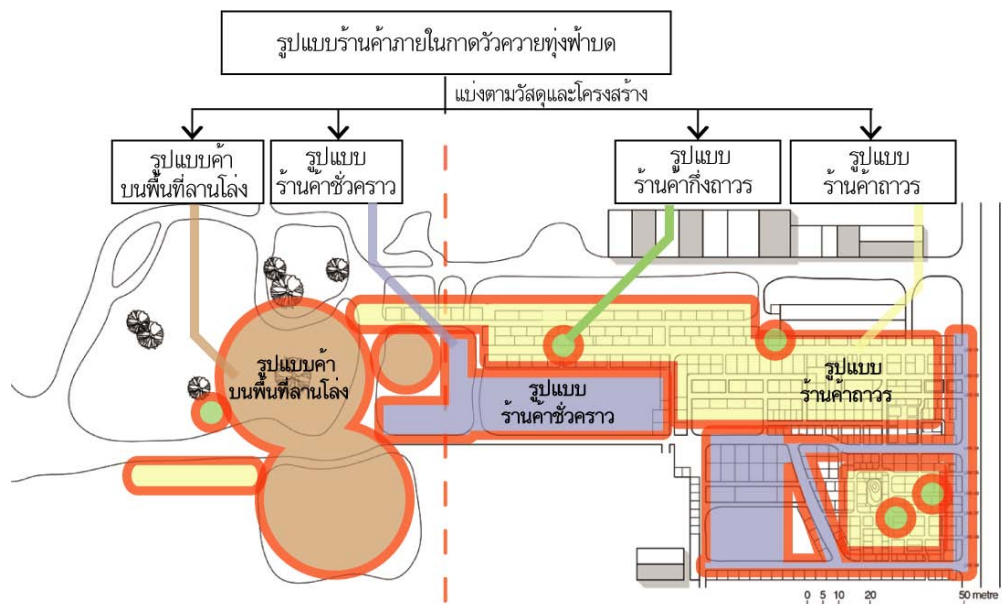 รูปแบบร้านค้าภายในกาดวัวควายทุ่งฟ้าบด
แบ่งตามวัสดุและโครงสร้าง
รูปแบบค้า
บนพื้นที่ลานโล่ง
รูปแบบ
ร้านค้าชั่วคราว
รูปแบบ
ร้านค้ากึ่งถาวร
รูปแบบ
ร้านค้าถาวร
รูปแบบค้า
บนพื้นที่ลานโล่ง
รูปแบบ
ร้านค้าชั่วคราว
รูปแบบ
ร้านค้าถาวร
0 5 10 20 50 metre